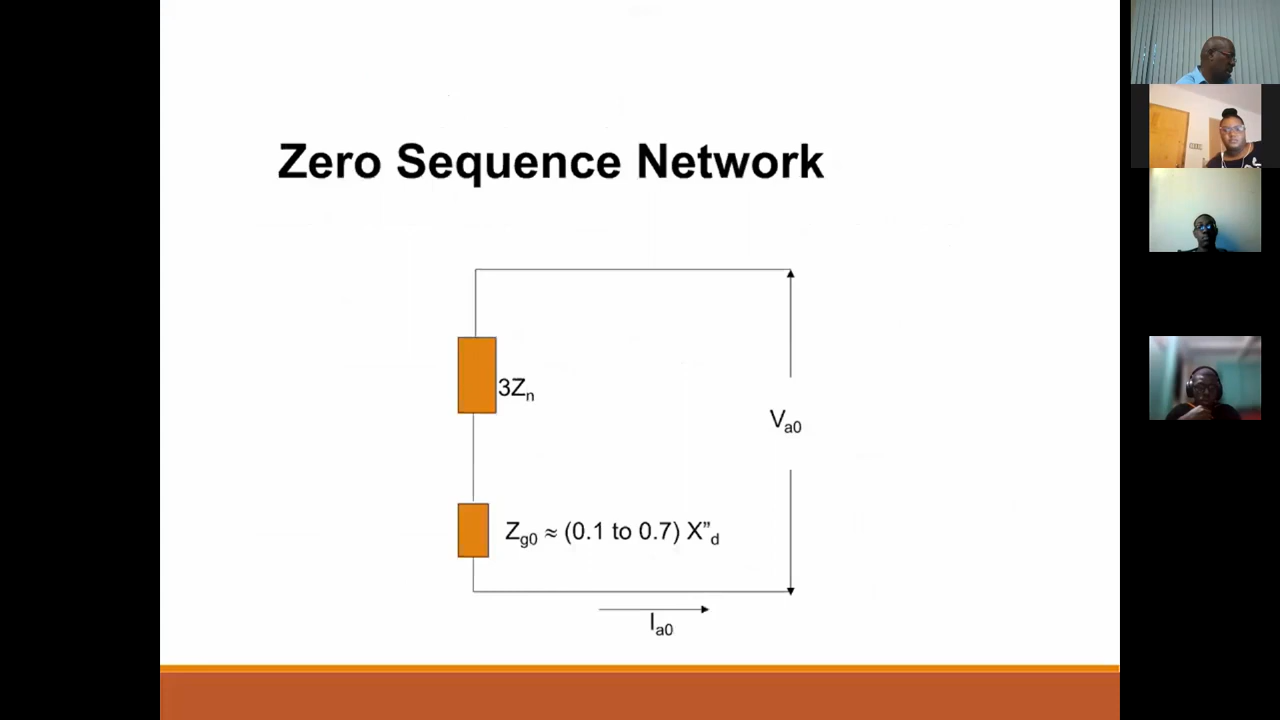 Zero Sequence Network
3Zn
Va0
Zg0 ≈ (0.1 to 0.7) X”d
Ia0